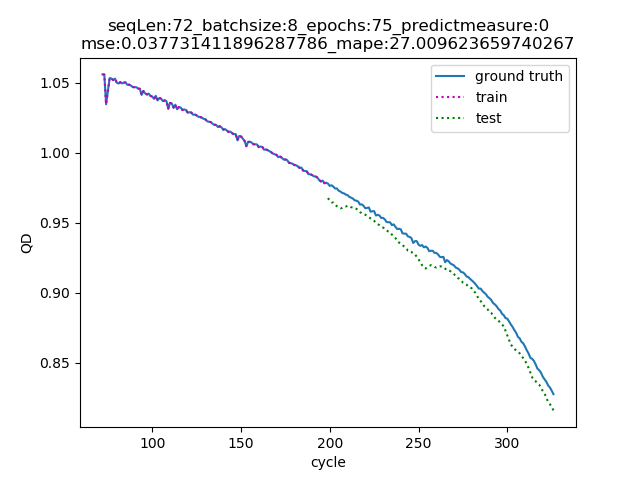 seqLen:72_batchsize:8_epochs:75_predictmeasure:0
mse:0.037731411896287786_mape:27.009623659740267
ground truth
train
test
1.05
1.00
0.95
0.90
0.85
QD
100 150 200 250 300
cycle